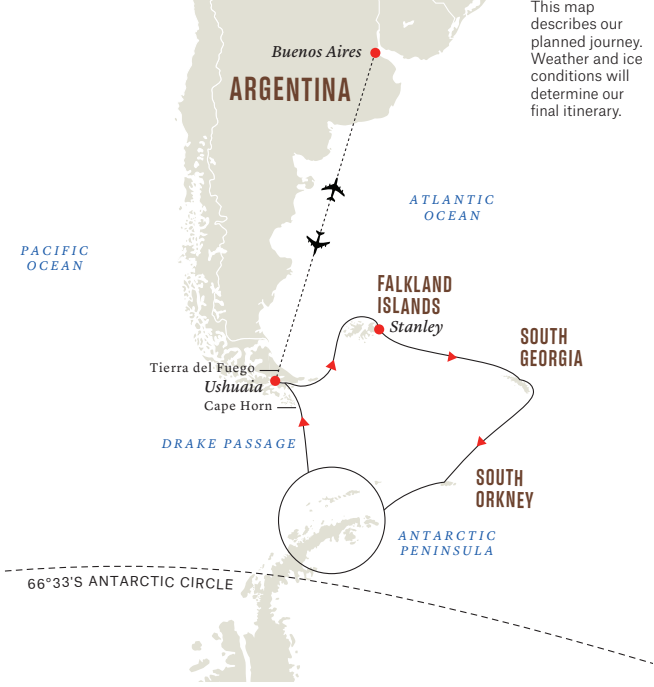 This map
describes our
planned journey.
Weather and ice
conditions will
determine our
final itinerary.
Buenos Aires
ARGENTINA
ATLANTIC
OCEAN
PACIFIC
OCEAN
FALKLAND
ISLANDS
Stanley
SOUTH
GEORGIA
Tierra del Fuego
Ushuaia
Cape Horn
DRAKE PASSAGE
SOUTH
ORKNEY
ANTARCTIC
PENINSULA
66°33'S ANTARCTIC CIRCLE